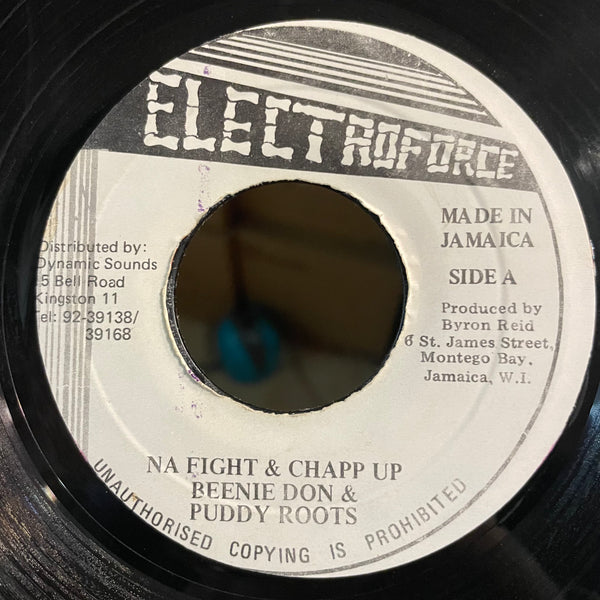 ELECTROFORCE
MADE IN
JAMAICA
SIDE A
Distributed by:
Dynamic Sounds
15 Bell Road
Kingston 11
Tel: 92-39138/
39168
Produced by
Byron Reid
6 St. James Street,
Montego Bay,
Jamaica, W.I.
NA FIGHT & CHAPP UP
BEENIE DON &
PUDDY ROOTS
UNAUTHORISED COPYING IS PROHIBITED